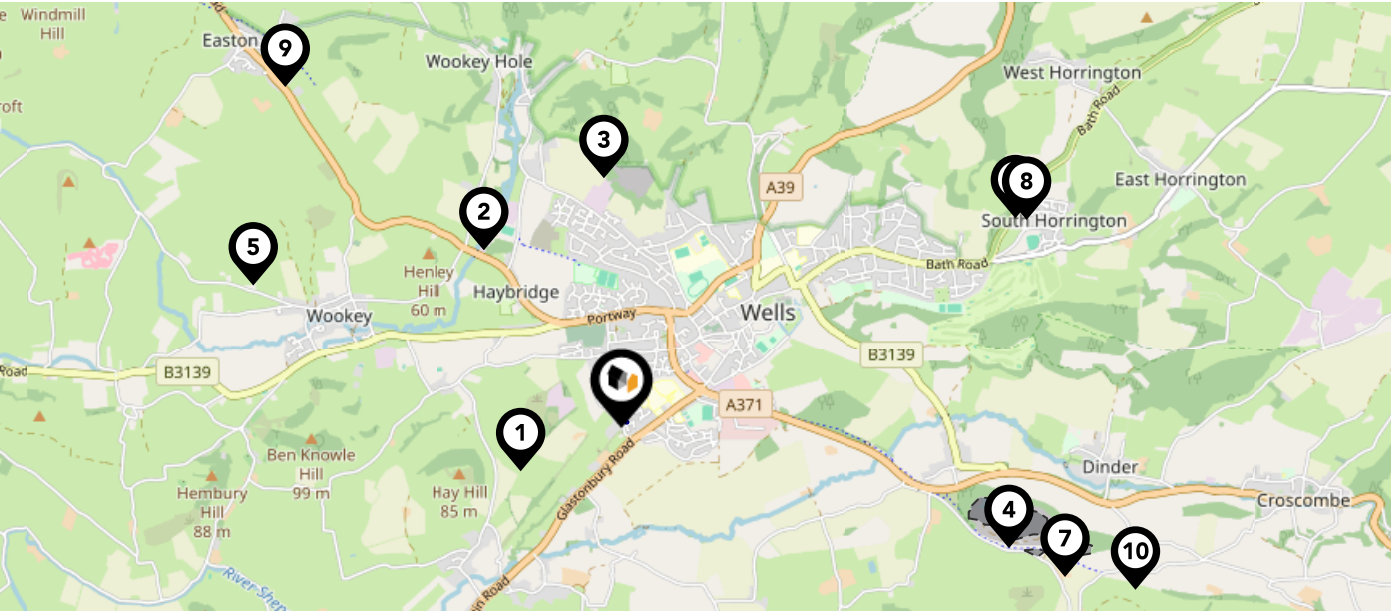 Windmill
Hill
Easton
9
Wookey Hole
West Horrington
Bath Road
3
A39
8
East Horrington
South Horrington
2
5
Henley
Hill
60 m
Haybridge
Bath Road
Wookey
Portway
Wells
Road
B3139
B3139
A371
1
Glastonbury Road
Ben Knowle
Hill
99 m
Hay Hill
85 m
Hembury
Hill
88 m
Dinder
Croscombe
4
7
10